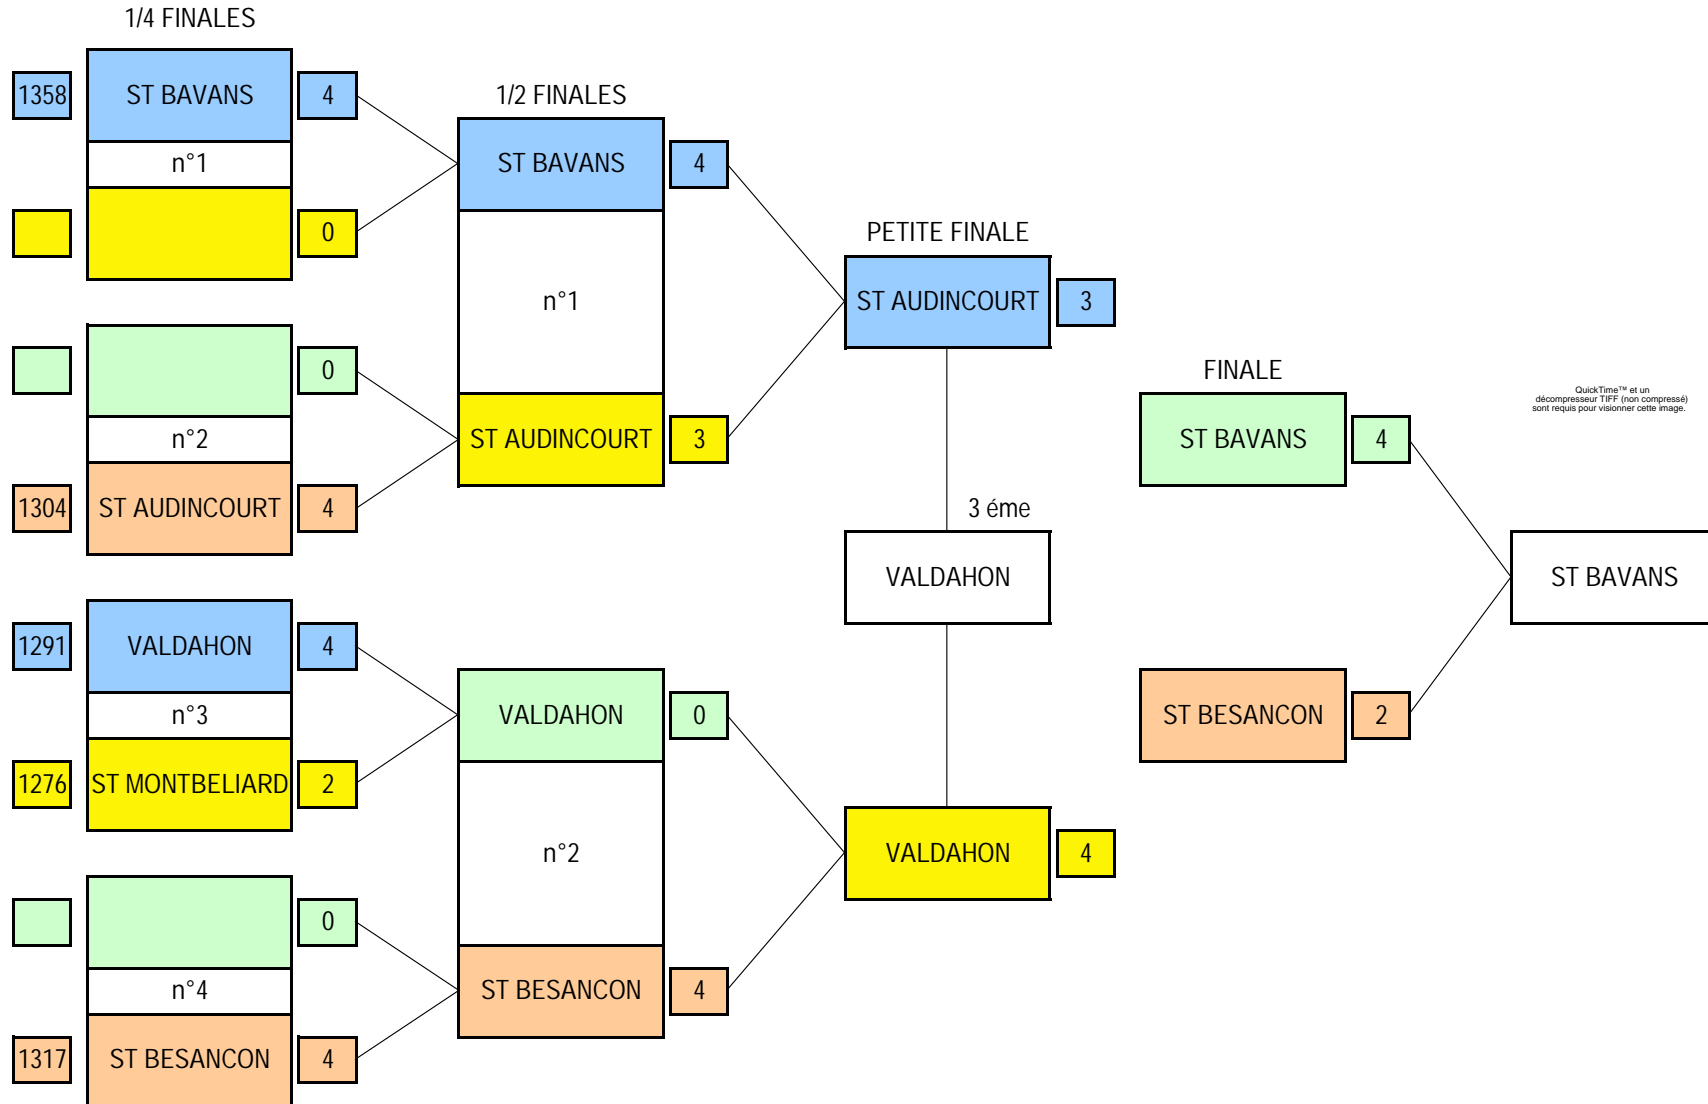 1/4 FINALES
1358 ST BAVANS 4
n°1
0
0
n°2
1304 ST AUDINCOURT 4
1291 VALDAHON 4
n°3
1276 ST MONTBELIARD 2
0
n°4
1317 ST BESANCON 4
1/2 FINALES
ST BAVANS 4
n°1
ST AUDINCOURT 3
VALDAHON 0
n°2
ST BESANCON 4
PETITE FINALE
ST AUDINCOURT 3
3 éme
VALDAHON
VALDAHON 4
FINALE
ST BAVANS 4
ST BESANCON 2
QuickTime™ et un
décompresseur TIFF (non compressé)
sont requis pour visionner cette image.
ST BAVANS